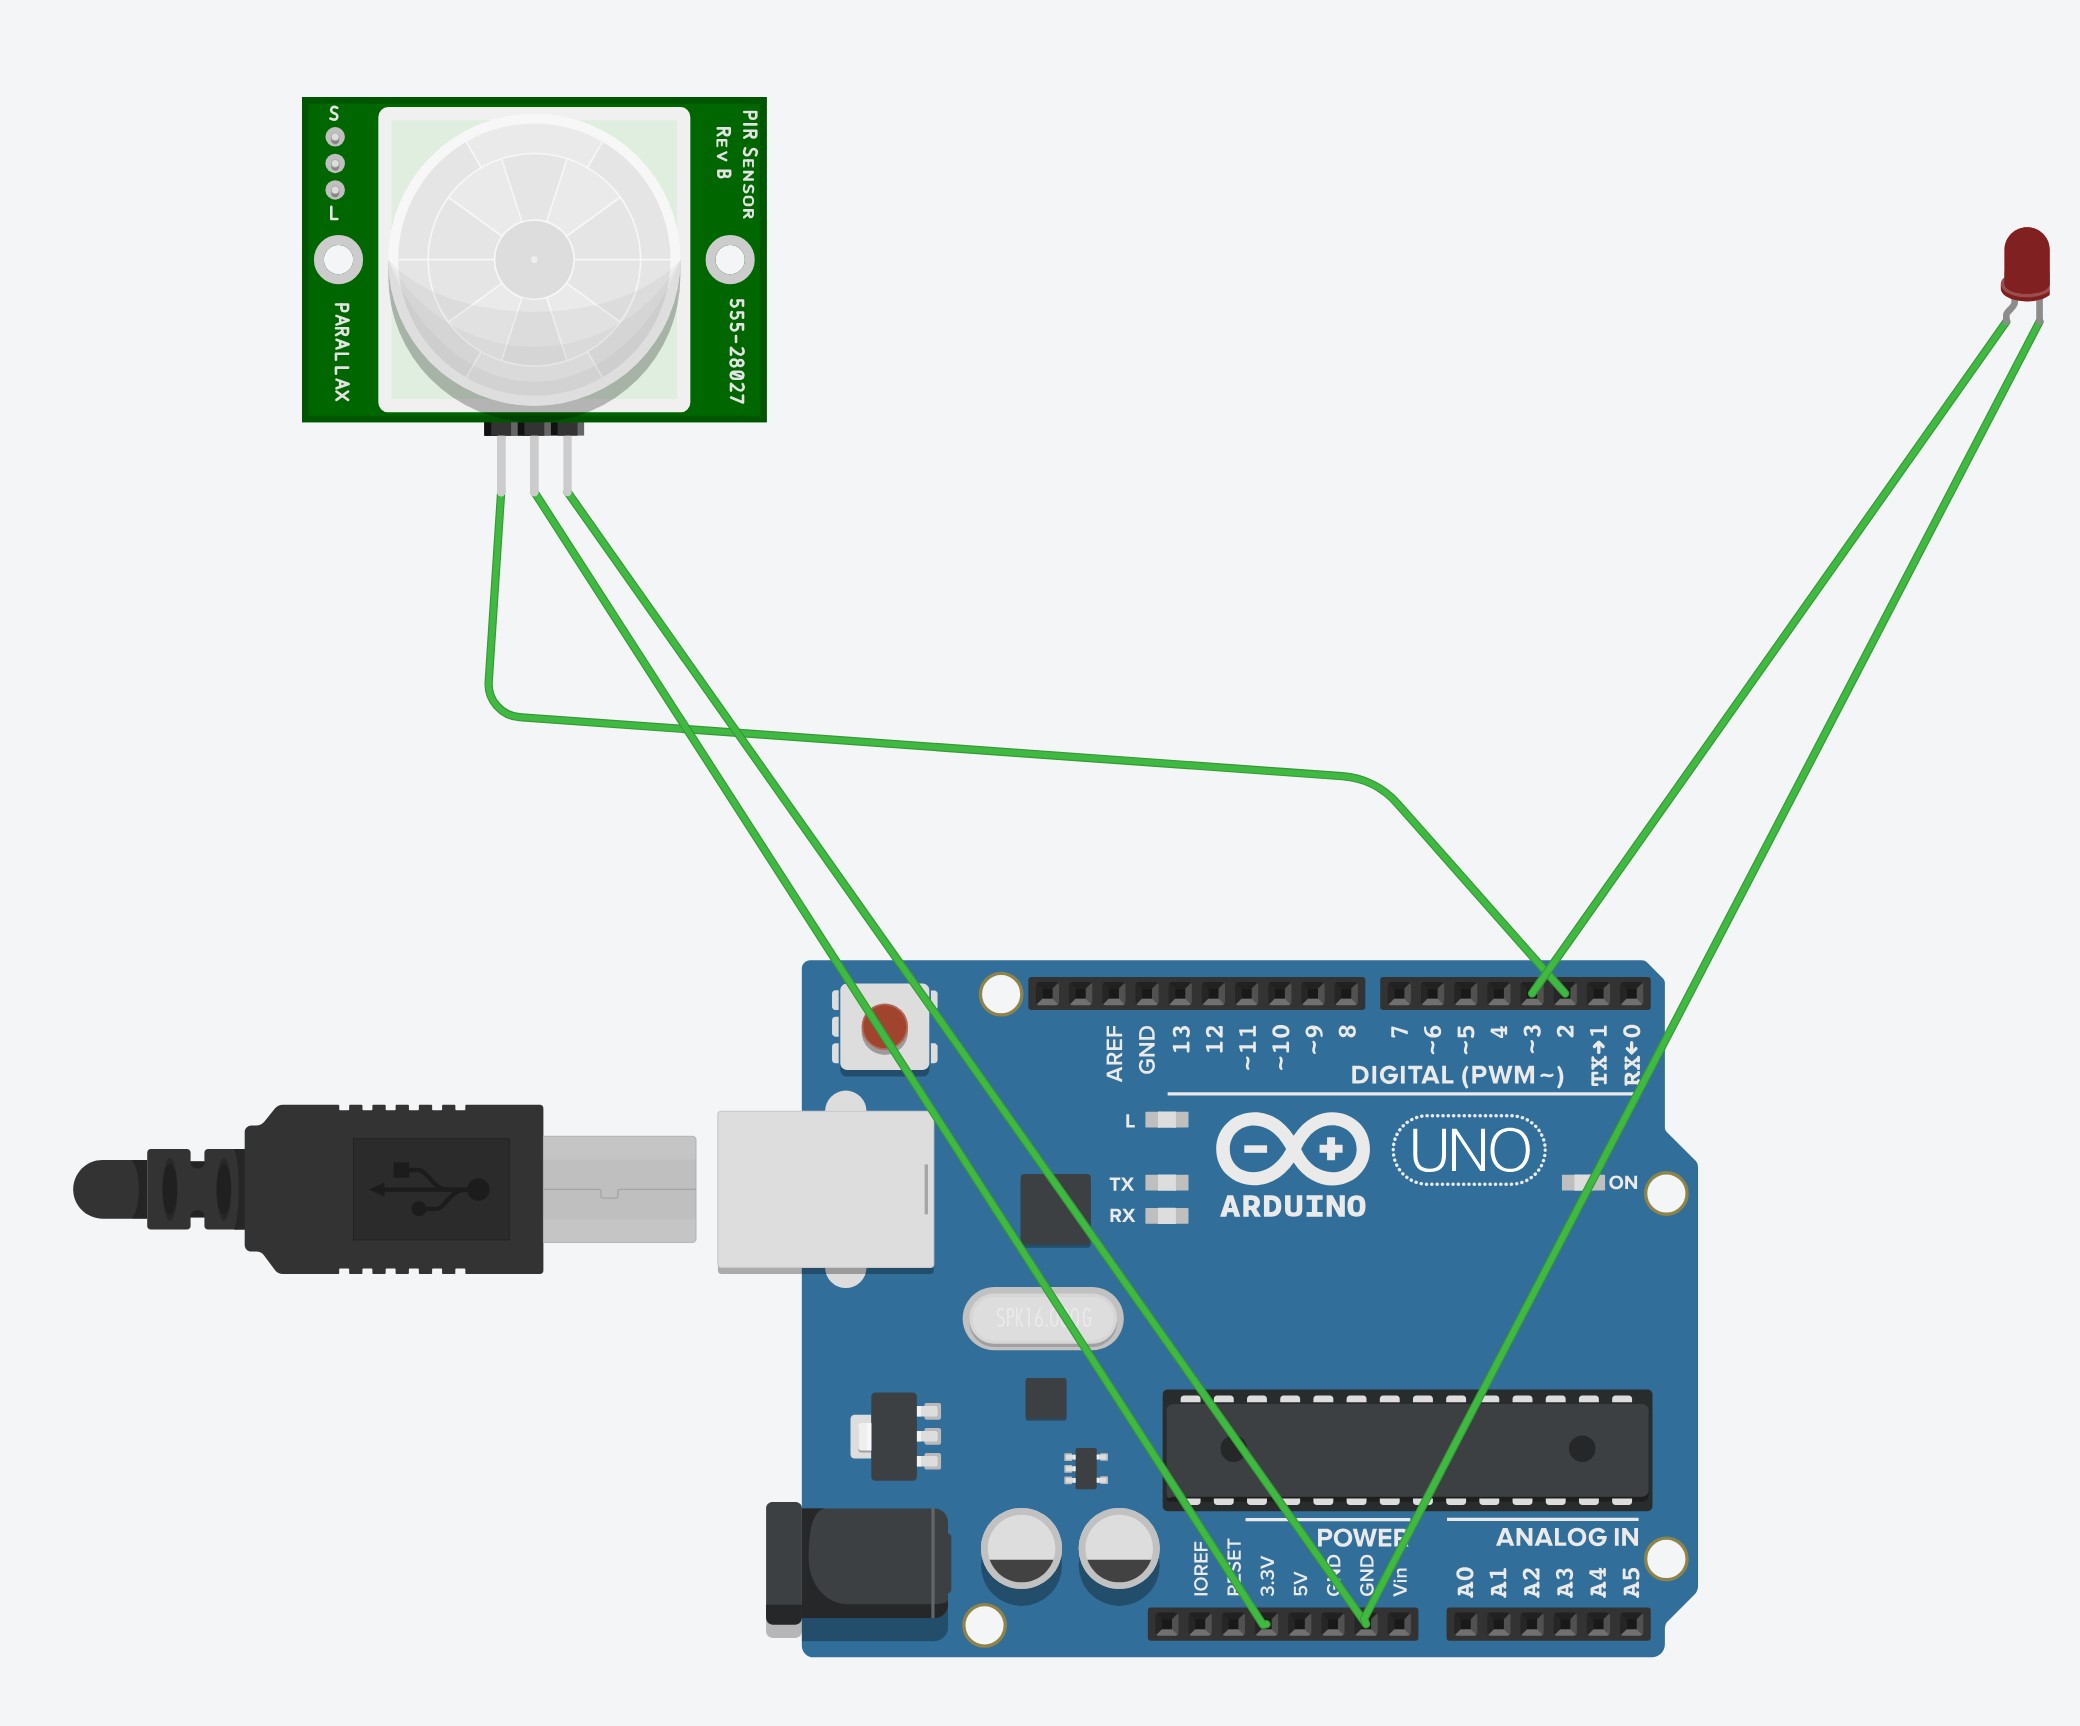 S
L
PARALLAX
PIR SENSOR
REV B
555-28027
AREF
GND
13
12
~11
~10
~9
8
7
~6
~5
4
~3
2
TX→1
RX←0
DIGITAL (PWM~)
L
TX
RX
ARDUINO
UNO
ON
POWER
ANALOG IN
IOREF
RESET
3.3V
5V
GND
GND
Vin
A0
A1
A2
A3
A4
A5